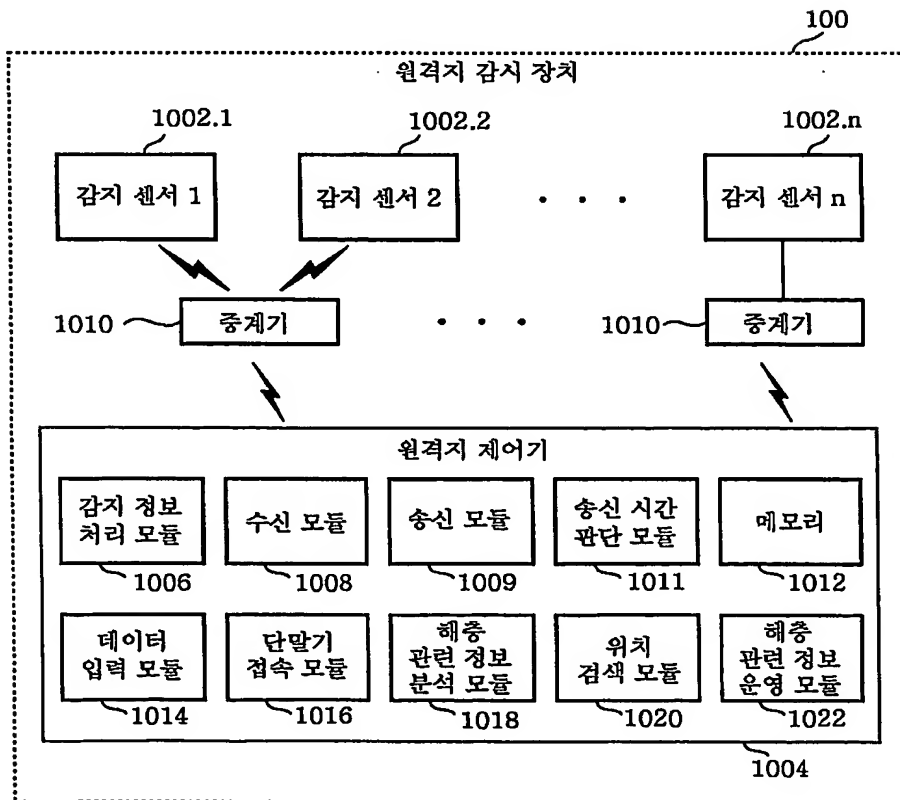 100
원격지 감시 장치
1002.1
1002.2
1002.n
감지 센서 1
감지 센서 2
. . .
감지 센서 n
1010
중계기
. . .
1010
중계기
원격지 제어기
감지 정보
처리 모듈
수신 모듈
송신 모듈
송신 시간
판단 모듈
메모리
1006
1008
1009
1011
1012
데이터
입력 모듈
단말기
접속 모듈
해충
관련 정보
분석 모듈
위치
검색 모듈
해충
관련 정보
운영 모듈
1014
1016
1018
1020
1022
1004